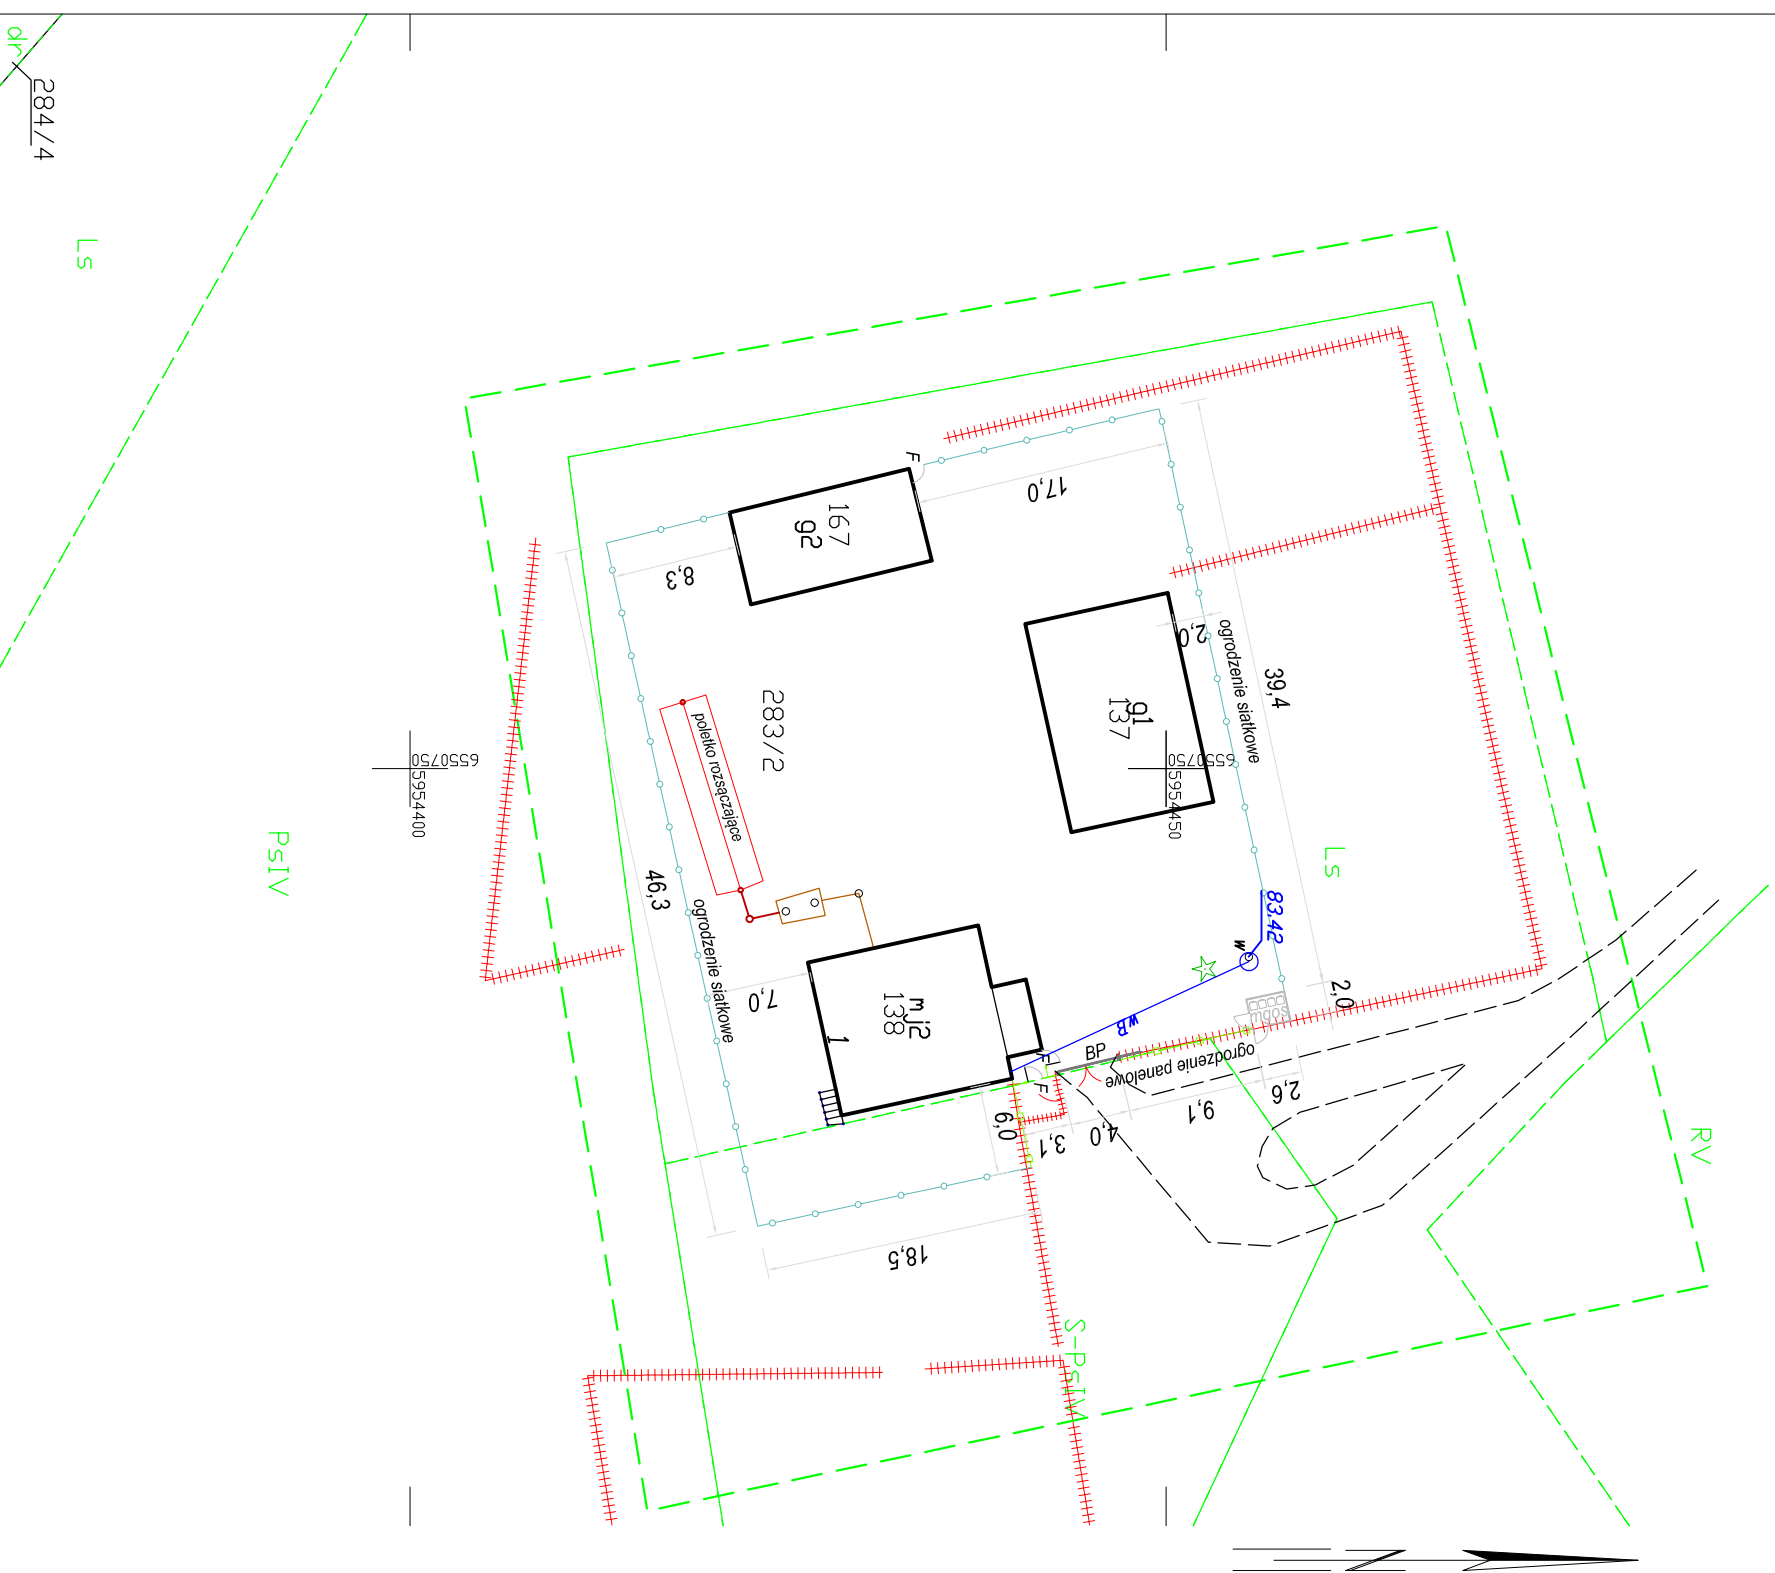 dr
284/4
Ls
F
167
g2
17,0
8,3
2,0
ogrodzenie siatkowe
39,4
g1
137
283/2
poletko rozsączające
6550750
5954400
6550750
5954450
PsIV
Ls
46,3
ogrodzenie siatkowe
83,42
w
7,0
mj2
138
1
wB
2,0
BP
ogrodzenie panelowe
F
F
6,0
3,1
4,0
9,1
2,6
RV
18,5
S-PsIV
N